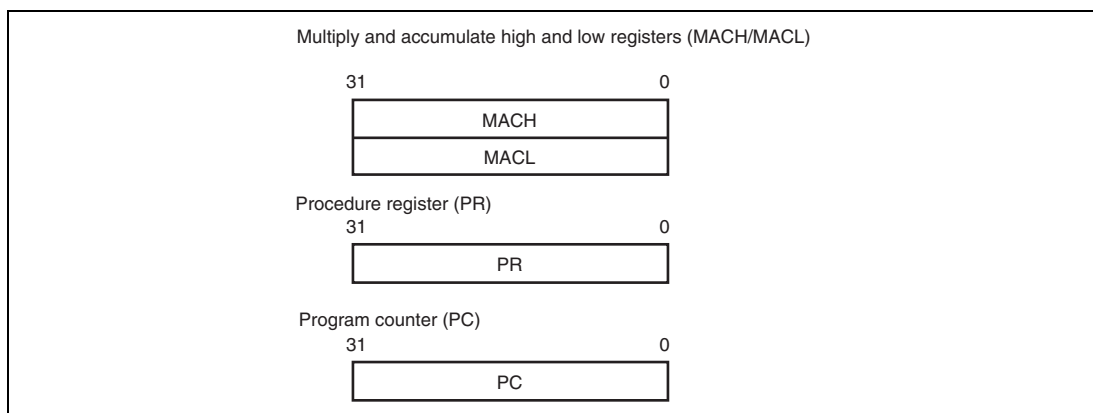 Multiply and accumulate high and low registers (MACH/MACL)
31 0
MACH
MACL
Procedure register (PR)
31 0
PR
Program counter (PC)
31 0
PC